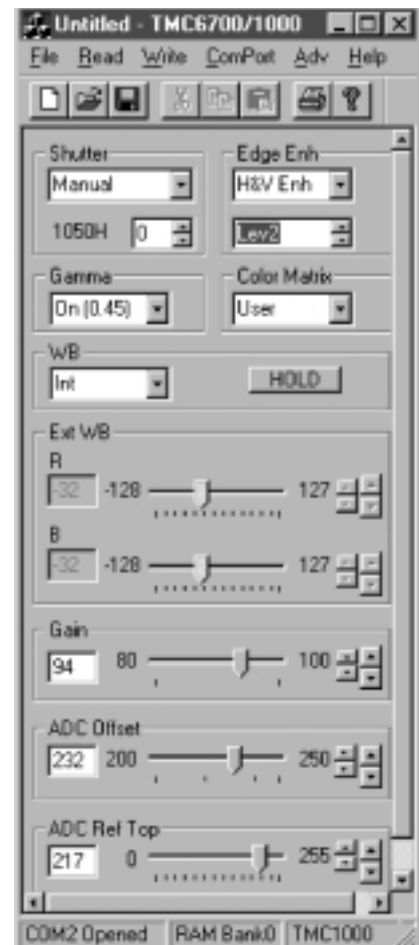 Untitled - TMC6700/1000
File Read Write ComPort Adv Help
Shutter Edge Enh
Manual H&V Enh
1050H 0 Lev2
Gamma Color Matrix
On (0.45) User
WB
Int HOLD
Ext WB
R
-32 -128 127
B
-32 -128 127
Gain
94 80 100
ADC Offset
232 200 250
ADC Ref Top
217 0 255
COM2 Opened RAM Bank0 TMC1000